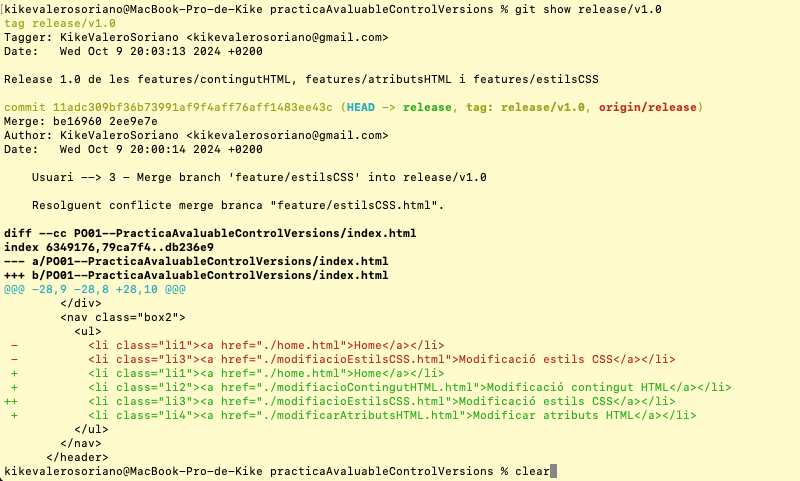 [kikevalerosoriano@MacBook-Pro-de-Kike practicaAvaluableControlVersions % git show release/v1.0
tag release/v1.0
Tagger: KikeValeroSoriano <kikevalerosoriano@gmail.com>
Date:   Wed Oct 9 20:03:13 2024 +0200

Release 1.0 de les features/contingutHTML, features/atributsHTML i features/estilsCSS

commit 11adc309bf36b73991af9f4aff76aff1483ee43c (HEAD -> release, tag: release/v1.0, origin/release)
Merge: be16960 2ee9e7e
Author: KikeValeroSoriano <kikevalerosoriano@gmail.com>
Date:   Wed Oct 9 20:00:14 2024 +0200

    Usuari --> 3 - Merge branch 'feature/estilsCSS' into release/v1.0

    Resolguent conflicte merge branca "feature/estilsCSS.html".

diff --cc PO01--PracticaAvaluableControlVersions/index.html
index 6349176,79ca7f4..db236e9
--- a/PO01--PracticaAvaluableControlVersions/index.html
+++ b/PO01--PracticaAvaluableControlVersions/index.html
@@@ -28,9 -28,8 +28,10 @@@
        </div>
        <nav class="box2">
          <ul>
 -          <li class="li1"><a href="./home.html">Home</a></li>
 -          <li class="li3"><a href="./modifiacioEstilsCSS.html">Modificació estils CSS</a></li>
 +          <li class="li1"><a href="./home.html">Home</a></li>
 +          <li class="li2"><a href="./modifiacioContingutHTML.html">Modificació contingut HTML</a></li>
++          <li class="li3"><a href="./modifiacioEstilsCSS.html">Modificació estils CSS</a></li>
 +          <li class="li4"><a href="./modificarAtributsHTML.html">Modificar atributs HTML</a></li>
          </ul>
        </nav>
      </header>
kikevalerosoriano@MacBook-Pro-de-Kike practicaAvaluableControlVersions % clear